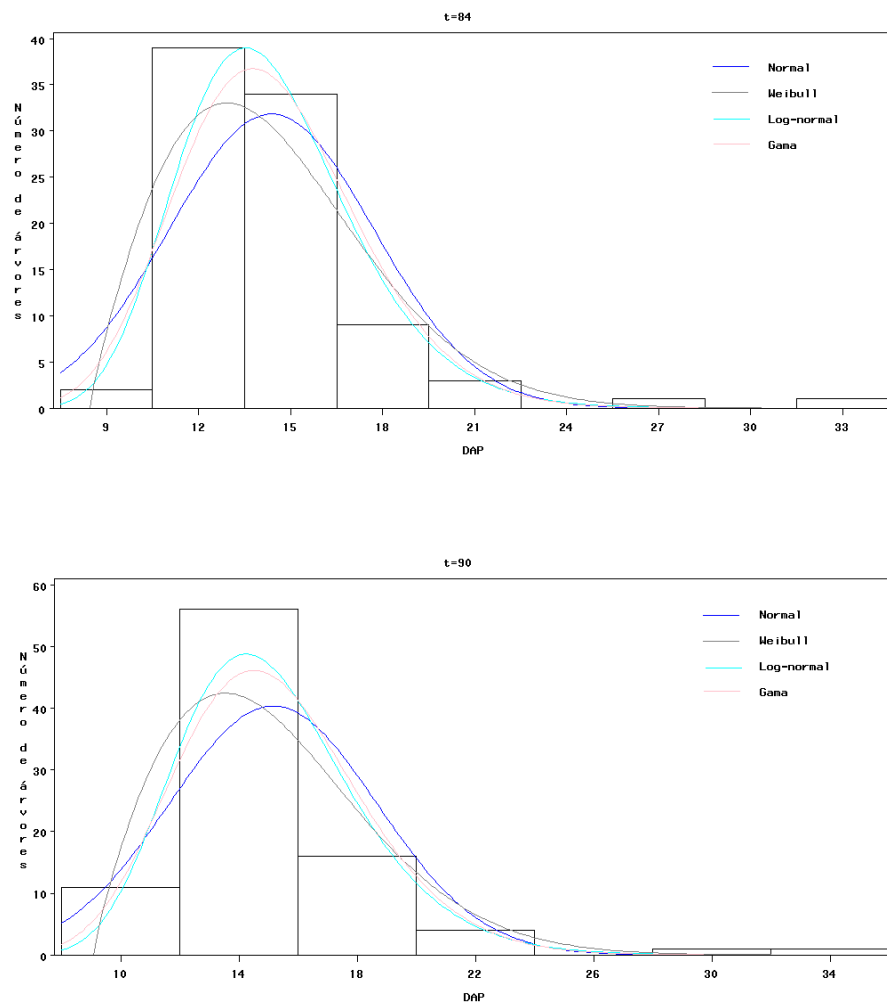 t=84
40
35
30
25
20
15
10
5
0
Número de árvores
Normal
Weibull
Log-normal
Gama
9 12 15 18 21 24 27 30 33
DAP
t=90
60
50
40
30
20
10
0
Número de árvores
Normal
Weibull
Log-normal
Gama
10 14 18 22 26 30 34
DAP